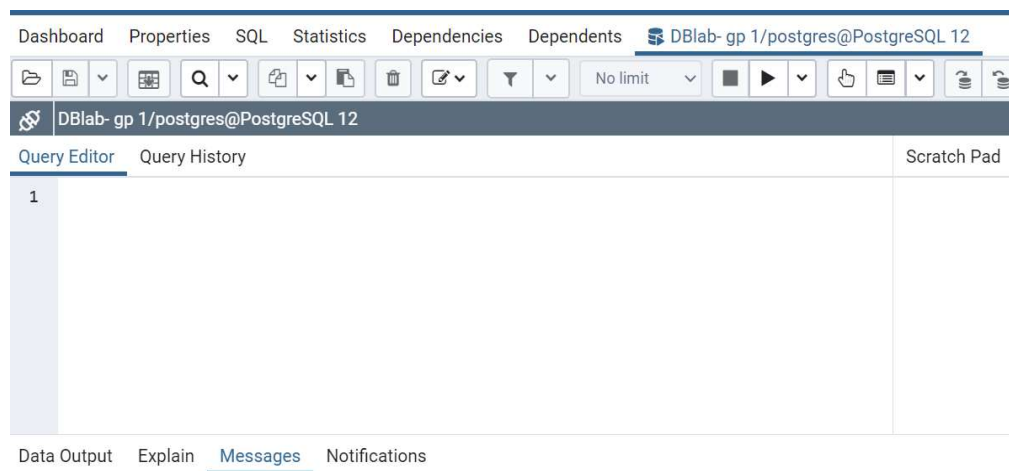 Dashboard Properties SQL Statistics Dependencies Dependents DBlab- gp 1/postgres@PostgreSQL 12
No limit
DBlab- gp 1/postgres@PostgreSQL 12
Query Editor Query History Scratch Pad
1
Data Output Explain Messages Notifications